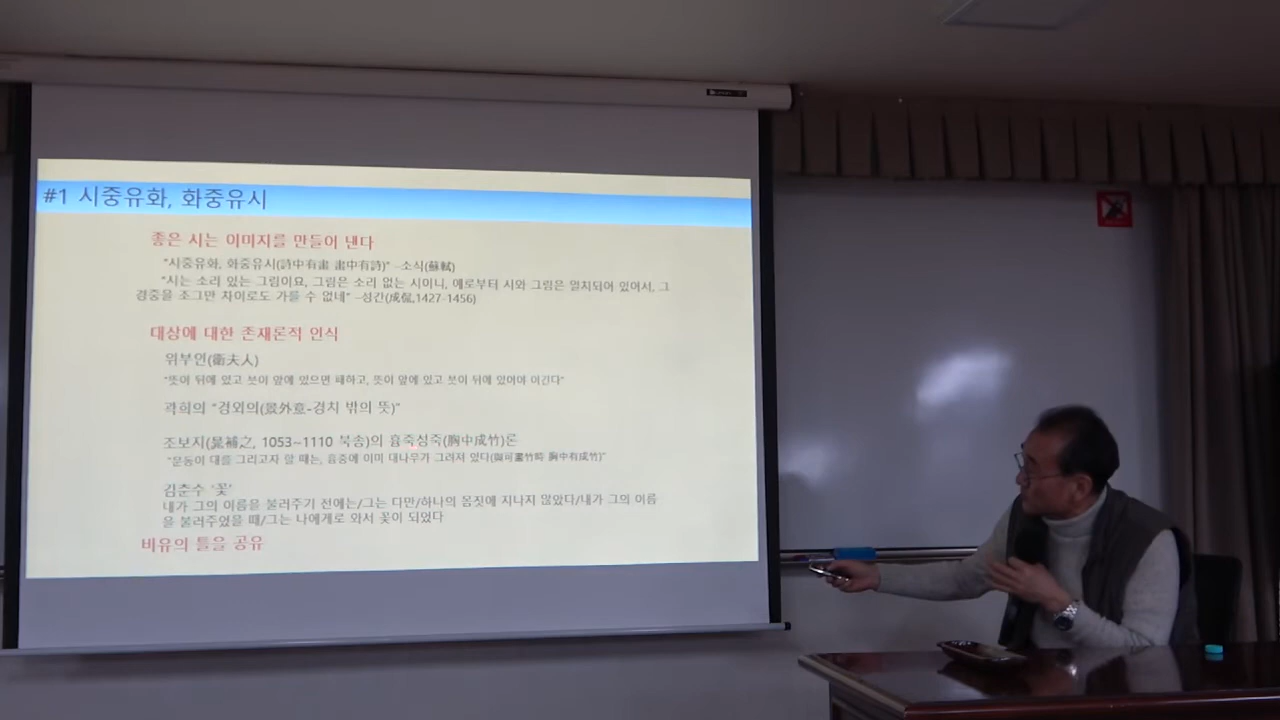 #1 시중유화, 화중유시
좋은 시는 이미지를 만들어 낸다
"시중유화, 화중유시(詩中有畫 畫中有詩)" –소식(蘇軾)
"시는 소리 있는 그림이요, 그림은 소리 없는 시이니, 예로부터 시와 그림은 일치되어 있어서, 그
경중을 조그만 차이로도 가를 수 없네" –성간(成侃,1427-1456)
대상에 대한 존재론적 인식
위부인(衛夫人)
"뜻이 뒤에 있고 붓이 앞에 있으면 패하고, 뜻이 앞에 있고 붓이 뒤에 있어야 이긴다"
곽희의 "경외의(景外意-경치 밖의 뜻)"
조보지(晁補之, 1053~1110 북송)의 흉죽성죽(胸中成竹)론
"문동이 대를 그리고자 할 때는, 흉중에 이미 대나무가 그려져 있다(與可畫竹時 胸中有成竹)"
김춘수 '꽃'
내가 그의 이름을 불러주기 전에는/그는 다만/하나의 몸짓에 지나지 않았다/내가 그의 이름
을 불러주었을 때/그는 나에게로 와서 꽃이 되었다
비유의 틀을 공유